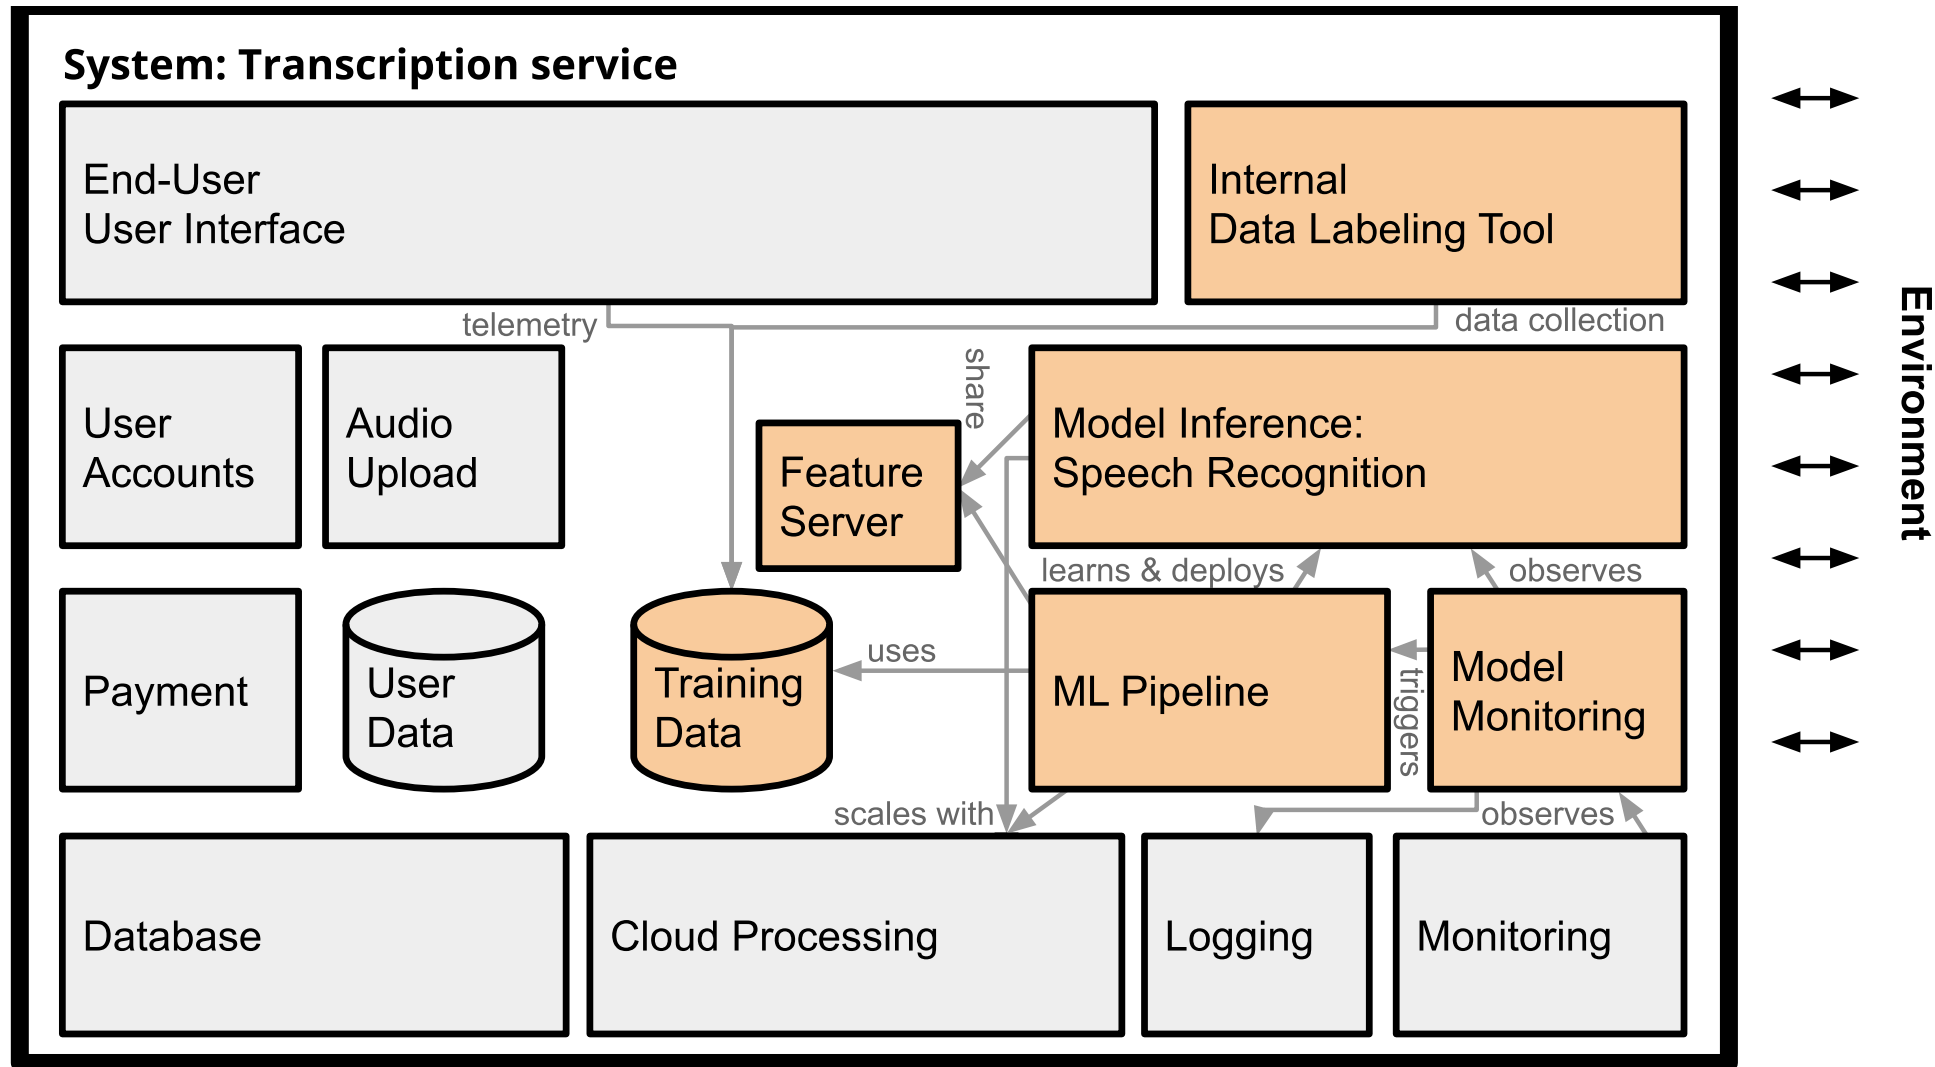 System: Transcription service
End-User
User Interface
Internal
Data Labeling Tool
telemetry
data collection
User
Accounts
Audio
Upload
share
Feature
Server
Model Inference:
Speech Recognition
learns & deploys
observes
Payment
User
Data
Training
Data
uses
ML Pipeline
triggers
Model
Monitoring
scales with
observes
Database
Cloud Processing
Logging
Monitoring
Environment